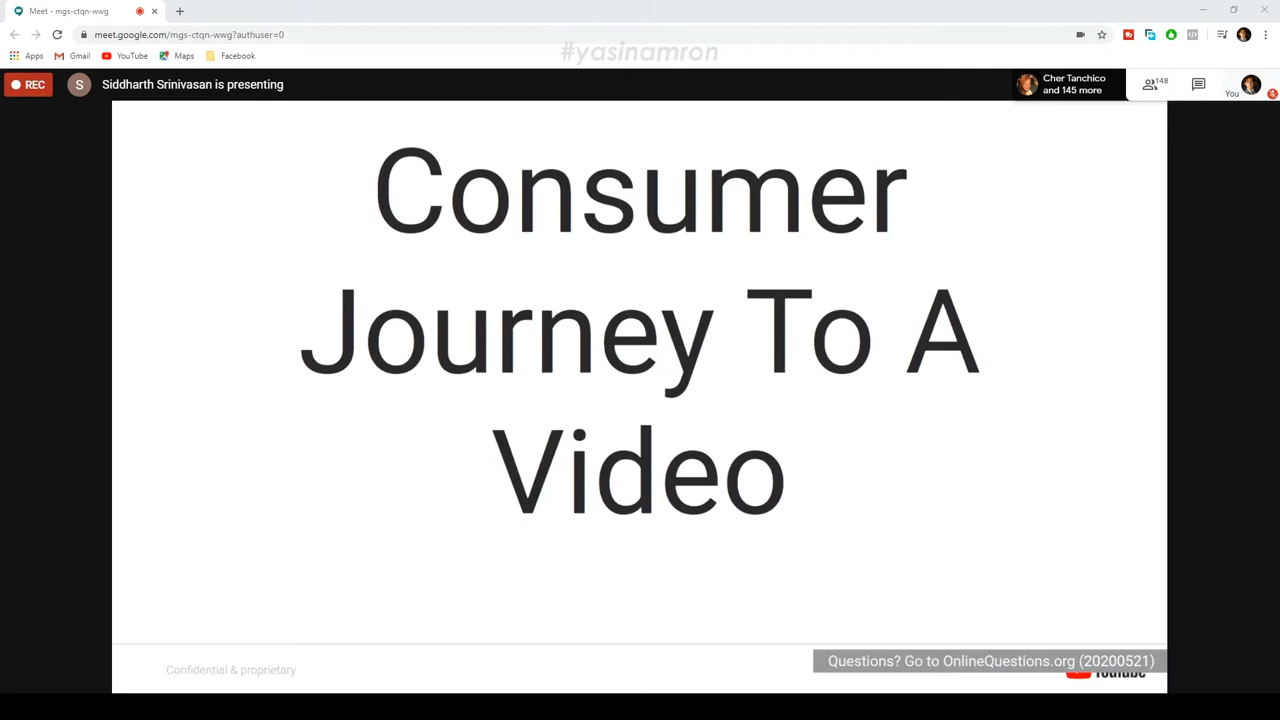 Meet - mgs-ctqn-wwg
meet.google.com/mgs-ctqn-wwg?authuser=0
Apps Gmail YouTube Maps Facebook
#yasinamron
REC
S
Siddharth Srinivasan is presenting
Cher Tanchico
and 145 more
148
You
Consumer
Journey To A
Video
Confidential & proprietary
Questions? Go to OnlineQuestions.org (20200521)
YouTube